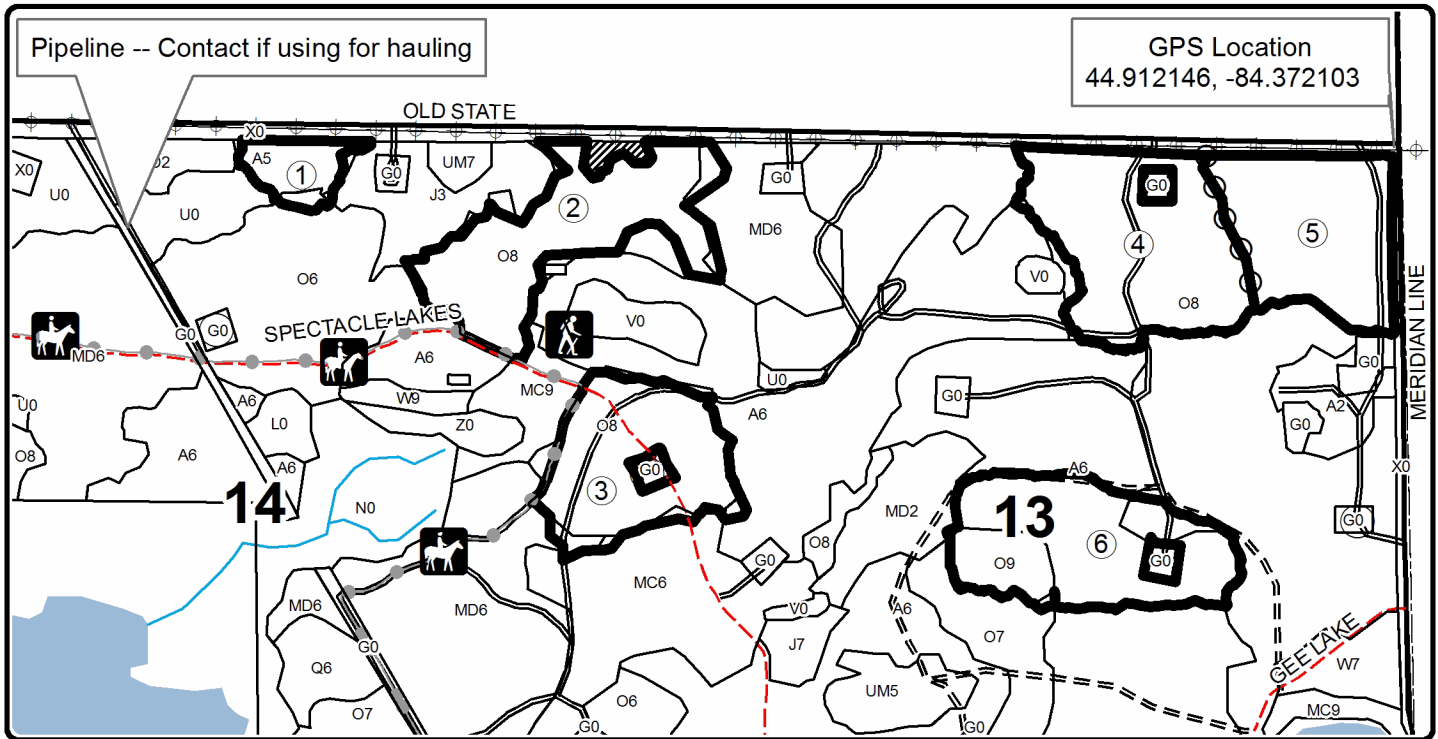 Pipeline -- Contact if using for hauling
GPS Location
44.912146, -84.372103
OLD STATE
X0
A5
1
UM7
G0
J3
X0
U0
U0
2
G0
MD6
G0
4
5
O8
O6
V0
O8
SPECTACLE LAKES
G0
G0
V0
MERIDIAN LINE
MD6
A6
MC9
U0
G0
W9
A6
G0
A2
U0
A6
L0
Z0
O8
A6
G0
O8
A6
A6
G0
A6
X0
14
N0
3
MD2
13
G0
O8
6
G0
O9
G0
MC6
MD6
MD6
V0
A6
O7
G0
J7
GEE LAKE
W7
Q6
UM5
O6
O7
G0
G0
MC9